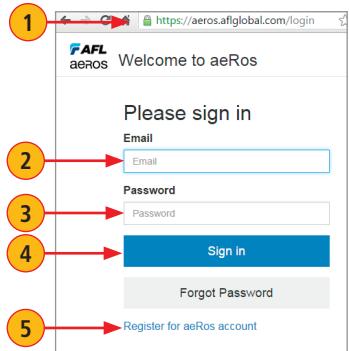 1
https://aeros.aflglobal.com/login
AFL
aeROS
Welcome to aeRos
Please sign in
Email
2
Email
Password
3
Password
4
Sign in
Forgot Password
5
Register for aeRos account